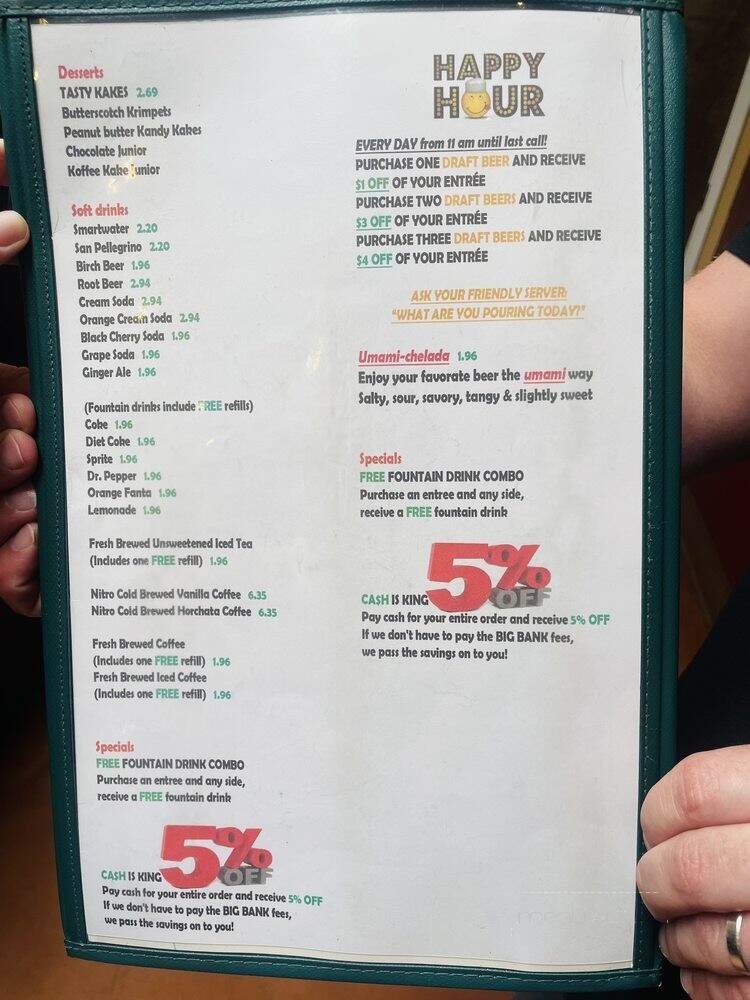 Desserts
TASTY KAKES 2.69
Butterscotch Krimpets
Peanut butter Kandy Kakes
Chocolate Junior
Koffee Kake Junior
Soft drinks
Smartwater 2.20
San Pellegrino 2.20
Birch Beer 1.96
Root Beer 2.94
Cream Soda 2.94
Orange Cream Soda 2.94
Black Cherry Soda 1.96
Grape Soda 1.96
Ginger Ale 1.96
(Fountain drinks include FREE refills)
Coke 1.96
Diet Coke 1.96
Sprite 1.96
Dr. Pepper 1.96
Orange Fanta 1.96
Lemonade 1.96
Fresh Brewed Unsweetened Iced Tea
(Includes one FREE refill) 1.96
Nitro Cold Brewed Vanilla Coffee 6.35
Nitro Cold Brewed Horchata Coffee 6.35
Fresh Brewed Coffee
(Includes one FREE refill) 1.96
Fresh Brewed Iced Coffee
(Includes one FREE refill) 1.96
Specials
FREE FOUNTAIN DRINK COMBO
Purchase an entree and any side,
receive a FREE fountain drink
5%
OFF
CA$H IS KING
Pay cash for your entire order and receive 5% OFF
If we don't have to pay the BIG BANK fees,
we pass the savings on to you!
HAPPY
HOUR
EVERY DAY from 11 am until last call!
PURCHASE ONE DRAFT BEER AND RECEIVE
$1 OFF OF YOUR ENTRÉE
PURCHASE TWO DRAFT BEERS AND RECEIVE
$3 OFF OF YOUR ENTRÉE
PURCHASE THREE DRAFT BEERS AND RECEIVE
$4 OFF OF YOUR ENTRÉE
ASK YOUR FRIENDLY SERVER:
"WHAT ARE YOU POURING TODAY?"
Umami-chelada 1.96
Enjoy your favorate beer the umami way
Salty, sour, savory, tangy & slightly sweet
Specials
FREE FOUNTAIN DRINK COMBO
Purchase an entree and any side,
receive a FREE fountain drink
5%
OFF
CA$H IS KING
Pay cash for your entire order and receive 5% OFF
If we don't have to pay the BIG BANK fees,
we pass the savings on to you!